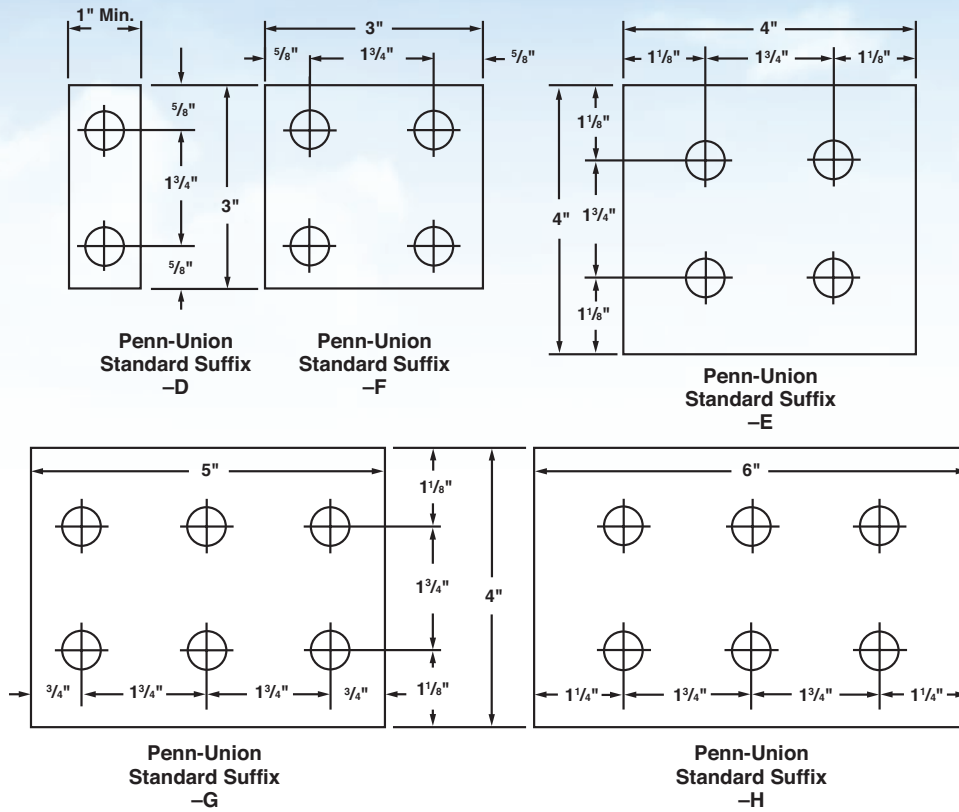 1" Min.
3"
5/8" 1 3/4" 5/8"
5/8"
1 3/4"
5/8"
3"
Penn-Union
Standard Suffix
–D
Penn-Union
Standard Suffix
–F
4"
1 1/8" 1 3/4" 1 1/8"
1 1/8"
4" 1 3/4"
1 1/8"
Penn-Union
Standard Suffix
–E
5"
1 1/8"
1 3/4"
4"
1 1/8"
3/4" 1 3/4" 1 3/4" 3/4"
Penn-Union
Standard Suffix
–G
6"
1 1/4" 1 3/4" 1 3/4" 1 1/4"
Penn-Union
Standard Suffix
–H